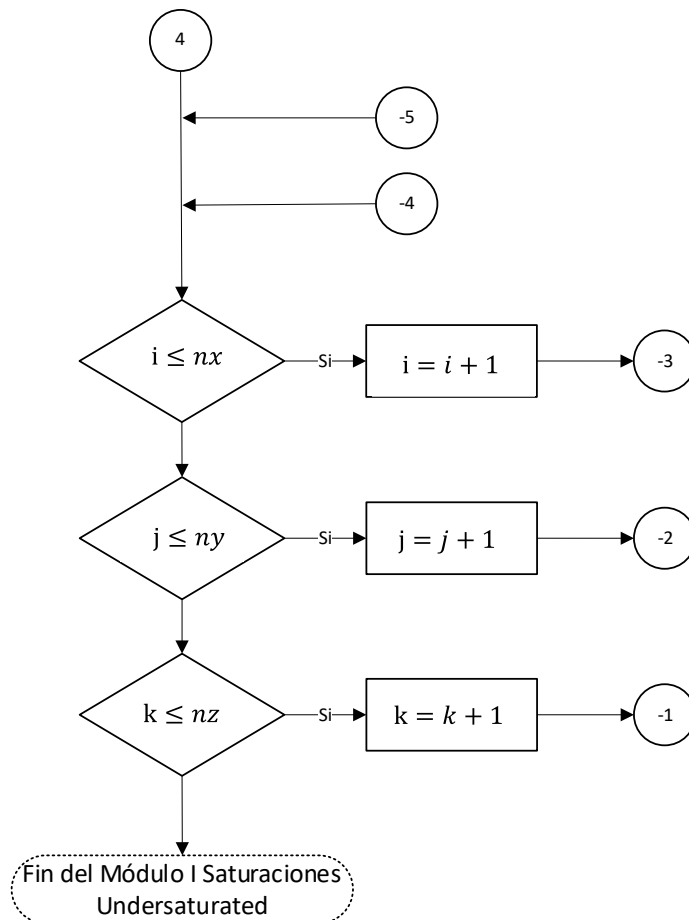 4
-5
-4
i ≤ nx
Si
i = i + 1
-3
j ≤ ny
Si
j = j + 1
-2
k ≤ nz
Si
k = k + 1
-1
Fin del Módulo I Saturaciones
Undersaturated